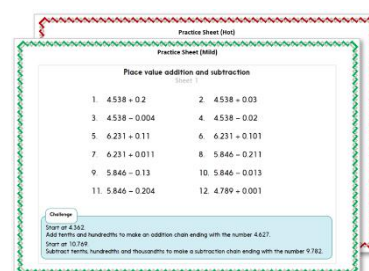 Practice Sheet (Hot)
Practice Sheet (Mild)
Place value addition and subtraction
Sheet 1
1. 4.538 + 0.2 2. 4.538 + 0.03
3. 4.538 – 0.004 4. 4.538 – 0.02
5. 6.231 + 0.11 6. 6.231 + 0.101
7. 6.231 + 0.011 8. 5.846 – 0.211
9. 5.846 – 0.13 10. 5.846 – 0.013
11. 5.846 – 0.204 12. 4.789 + 0.001
Challenge
Start at 4.362.
Add tenths and hundredths to make an addition chain ending with the number 4.627.
Start at 10.769.
Subtract tenths, hundredths and thousandths to make a subtraction chain ending with the number 9.782.